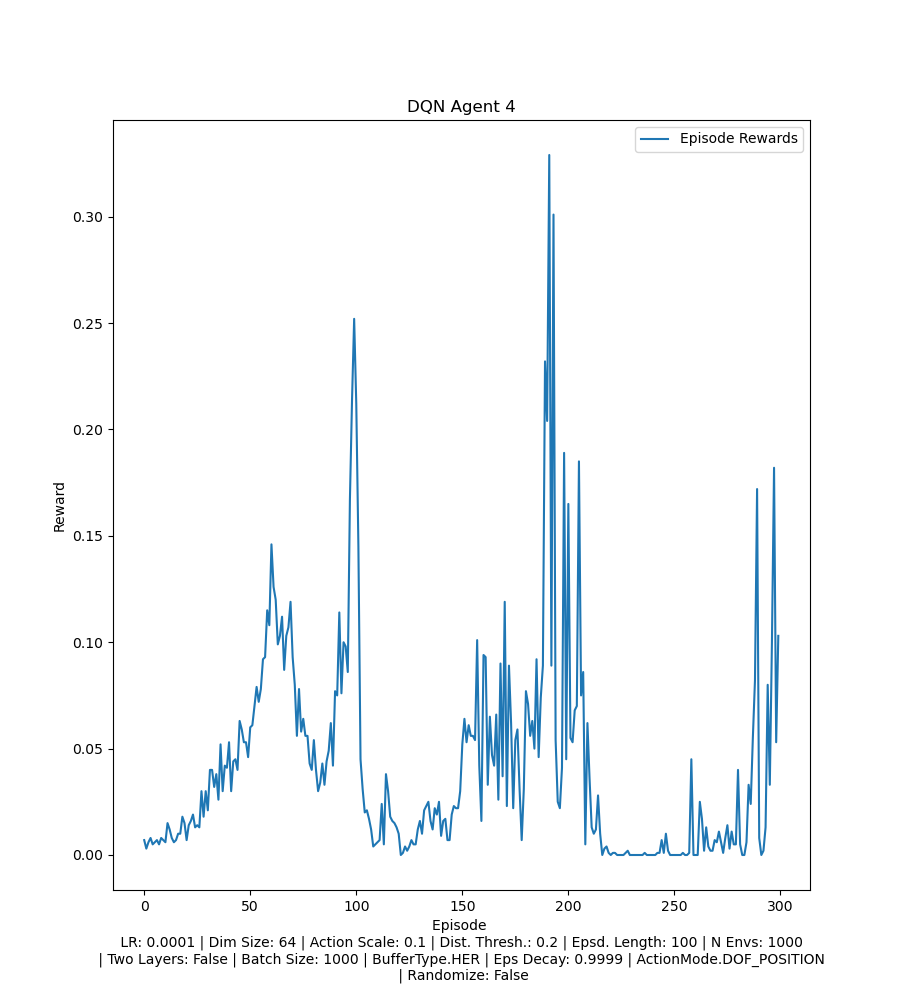 DQN Agent 4
Episode Rewards
0.30
0.25
0.20
0.15
0.10
0.05
0.00
Reward
0 50 100 150 200 250 300
Episode
LR: 0.0001 | Dim Size: 64 | Action Scale: 0.1 | Dist. Thresh.: 0.2 | Epsd. Length: 100 | N Envs: 1000
| Two Layers: False | Batch Size: 1000 | BufferType.HER | Eps Decay: 0.9999 | ActionMode.DOF_POSITION
| Randomize: False